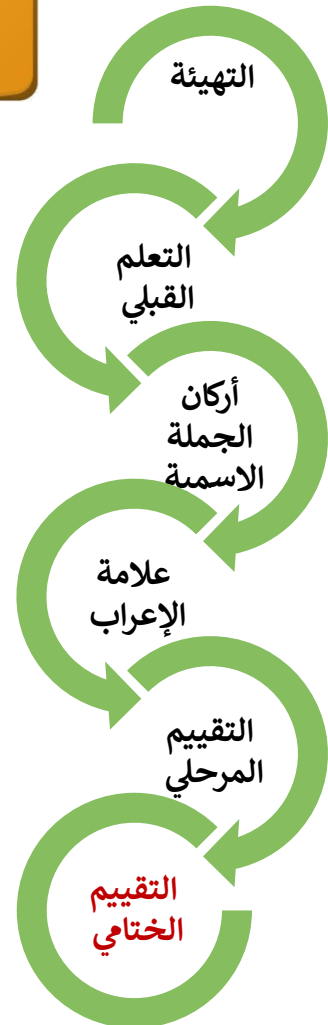 التهيئة
التعلم
القبلي
أركان
الجملة
الاسمية
علامة
الإعراب
التقييم
المرحلي
التقييم
الختامي